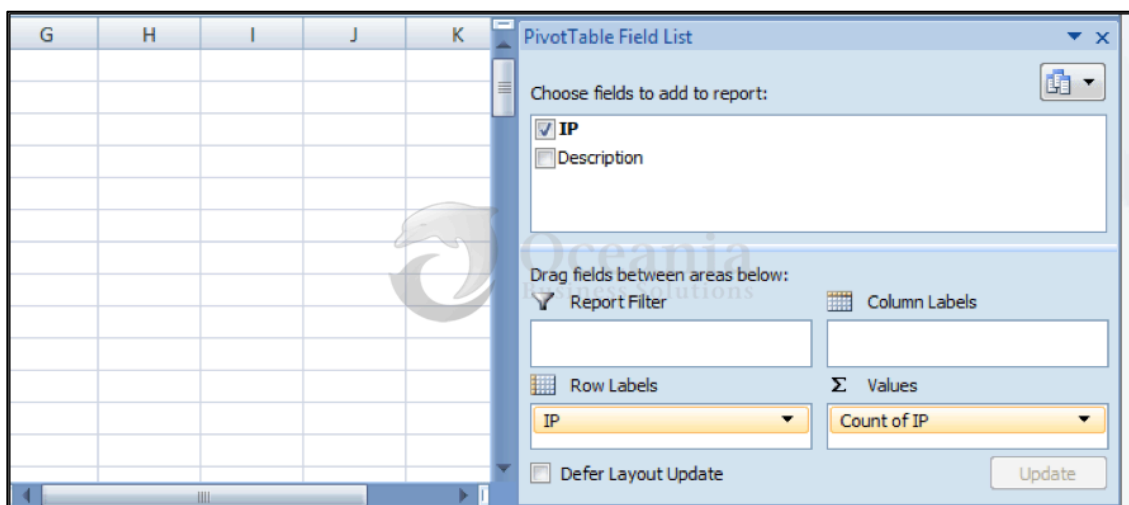 G H I J K
PivotTable Field List
Choose fields to add to report:
IP
Description
Oceania
Business Solutions
Drag fields between areas below:
Report Filter
Column Labels
Row Labels
Σ Values
IP
Count of IP
Defer Layout Update
Update